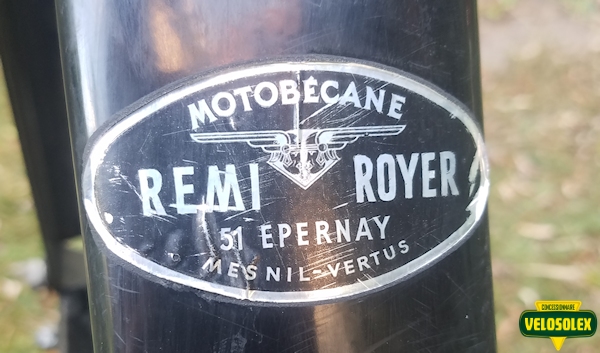 MOTOBÉCANE
REMI ROYER
51 EPERNAY
MESNIL-VERTUS
CONCESSIONNAIRE
VELOSOLEX